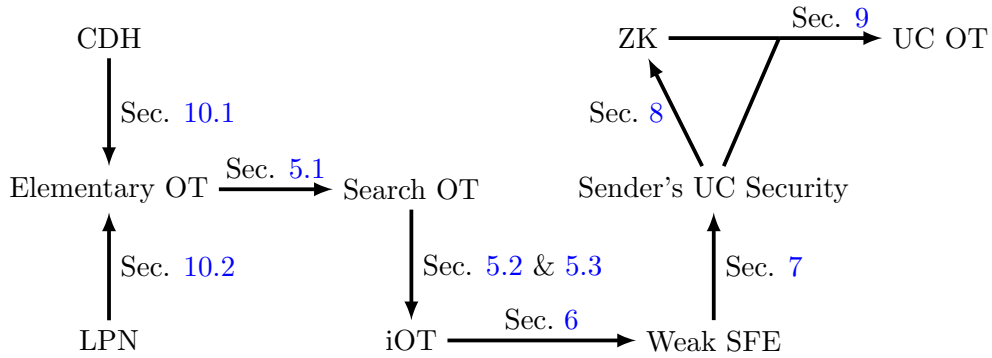 CDH
ZK
Sec. 9
UC OT
Sec. 10.1
Sec. 8
Elementary OT
Sec. 5.1
Search OT
Sender's UC Security
Sec. 10.2
Sec. 5.2 & 5.3
Sec. 7
LPN
iOT
Sec. 6
Weak SFE